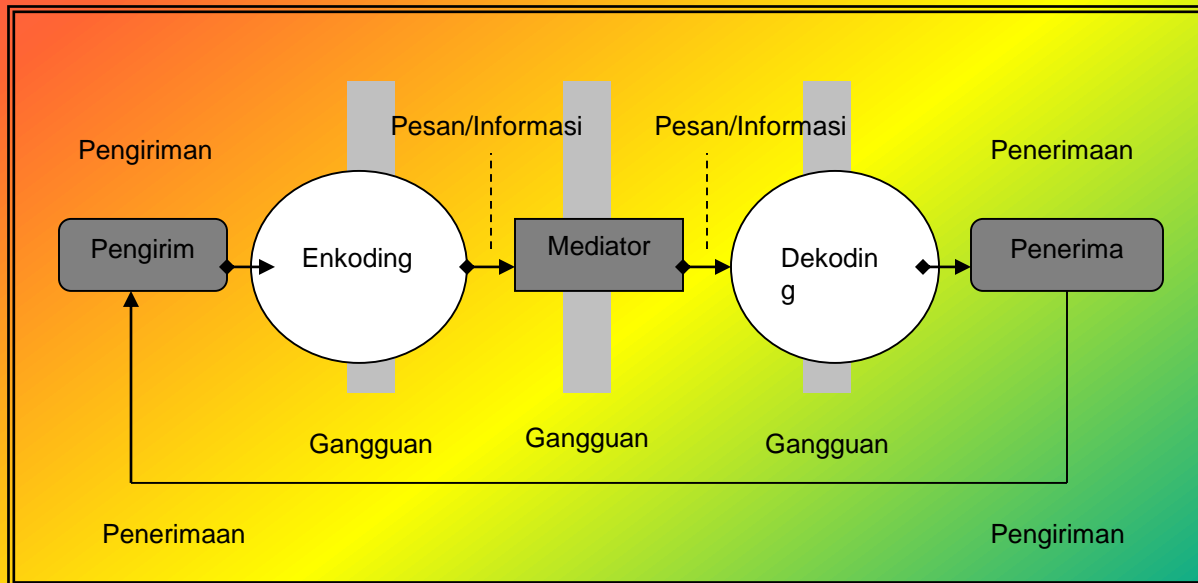 Pesan/Informasi
Pesan/Informasi
Pengiriman
Penerimaan
Pengirim
Enkoding
Mediator
Dekodin
g
Penerima
Gangguan
Gangguan
Gangguan
Penerimaan
Pengiriman